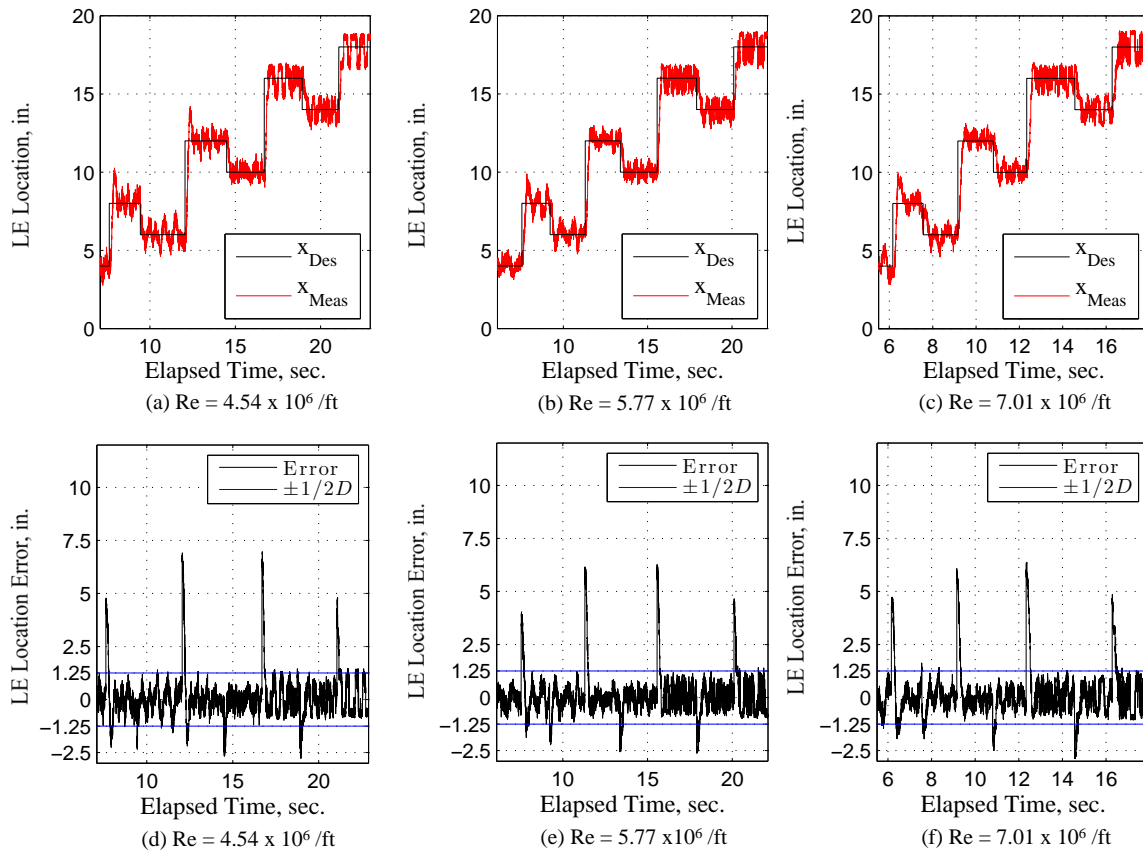 20
15
10
5
0
LE Location, in.
x_Des
x_Meas
10 15 20
Elapsed Time, sec.
(a) Re = 4.54 x 10⁶ /ft
20
15
10
5
0
LE Location, in.
x_Des
x_Meas
10 15 20
Elapsed Time, sec.
(b) Re = 5.77 x 10⁶ /ft
20
15
10
5
0
LE Location, in.
x_Des
x_Meas
6 8 10 12 14 16
Elapsed Time, sec.
(c) Re = 7.01 x 10⁶ /ft
10
7.5
5
2.5
1.25
0
−1.25
−2.5
LE Location Error, in.
Error
±1/2D
10 15 20
Elapsed Time, sec.
(d) Re = 4.54 x 10⁶ /ft
10
7.5
5
2.5
1.25
0
−1.25
−2.5
LE Location Error, in.
Error
±1/2D
10 15 20
Elapsed Time, sec.
(e) Re = 5.77 x10⁶ /ft
10
7.5
5
2.5
1.25
0
−1.25
−2.5
LE Location Error, in.
Error
±1/2D
6 8 10 12 14 16
Elapsed Time, sec.
(f) Re = 7.01 x 10⁶ /ft